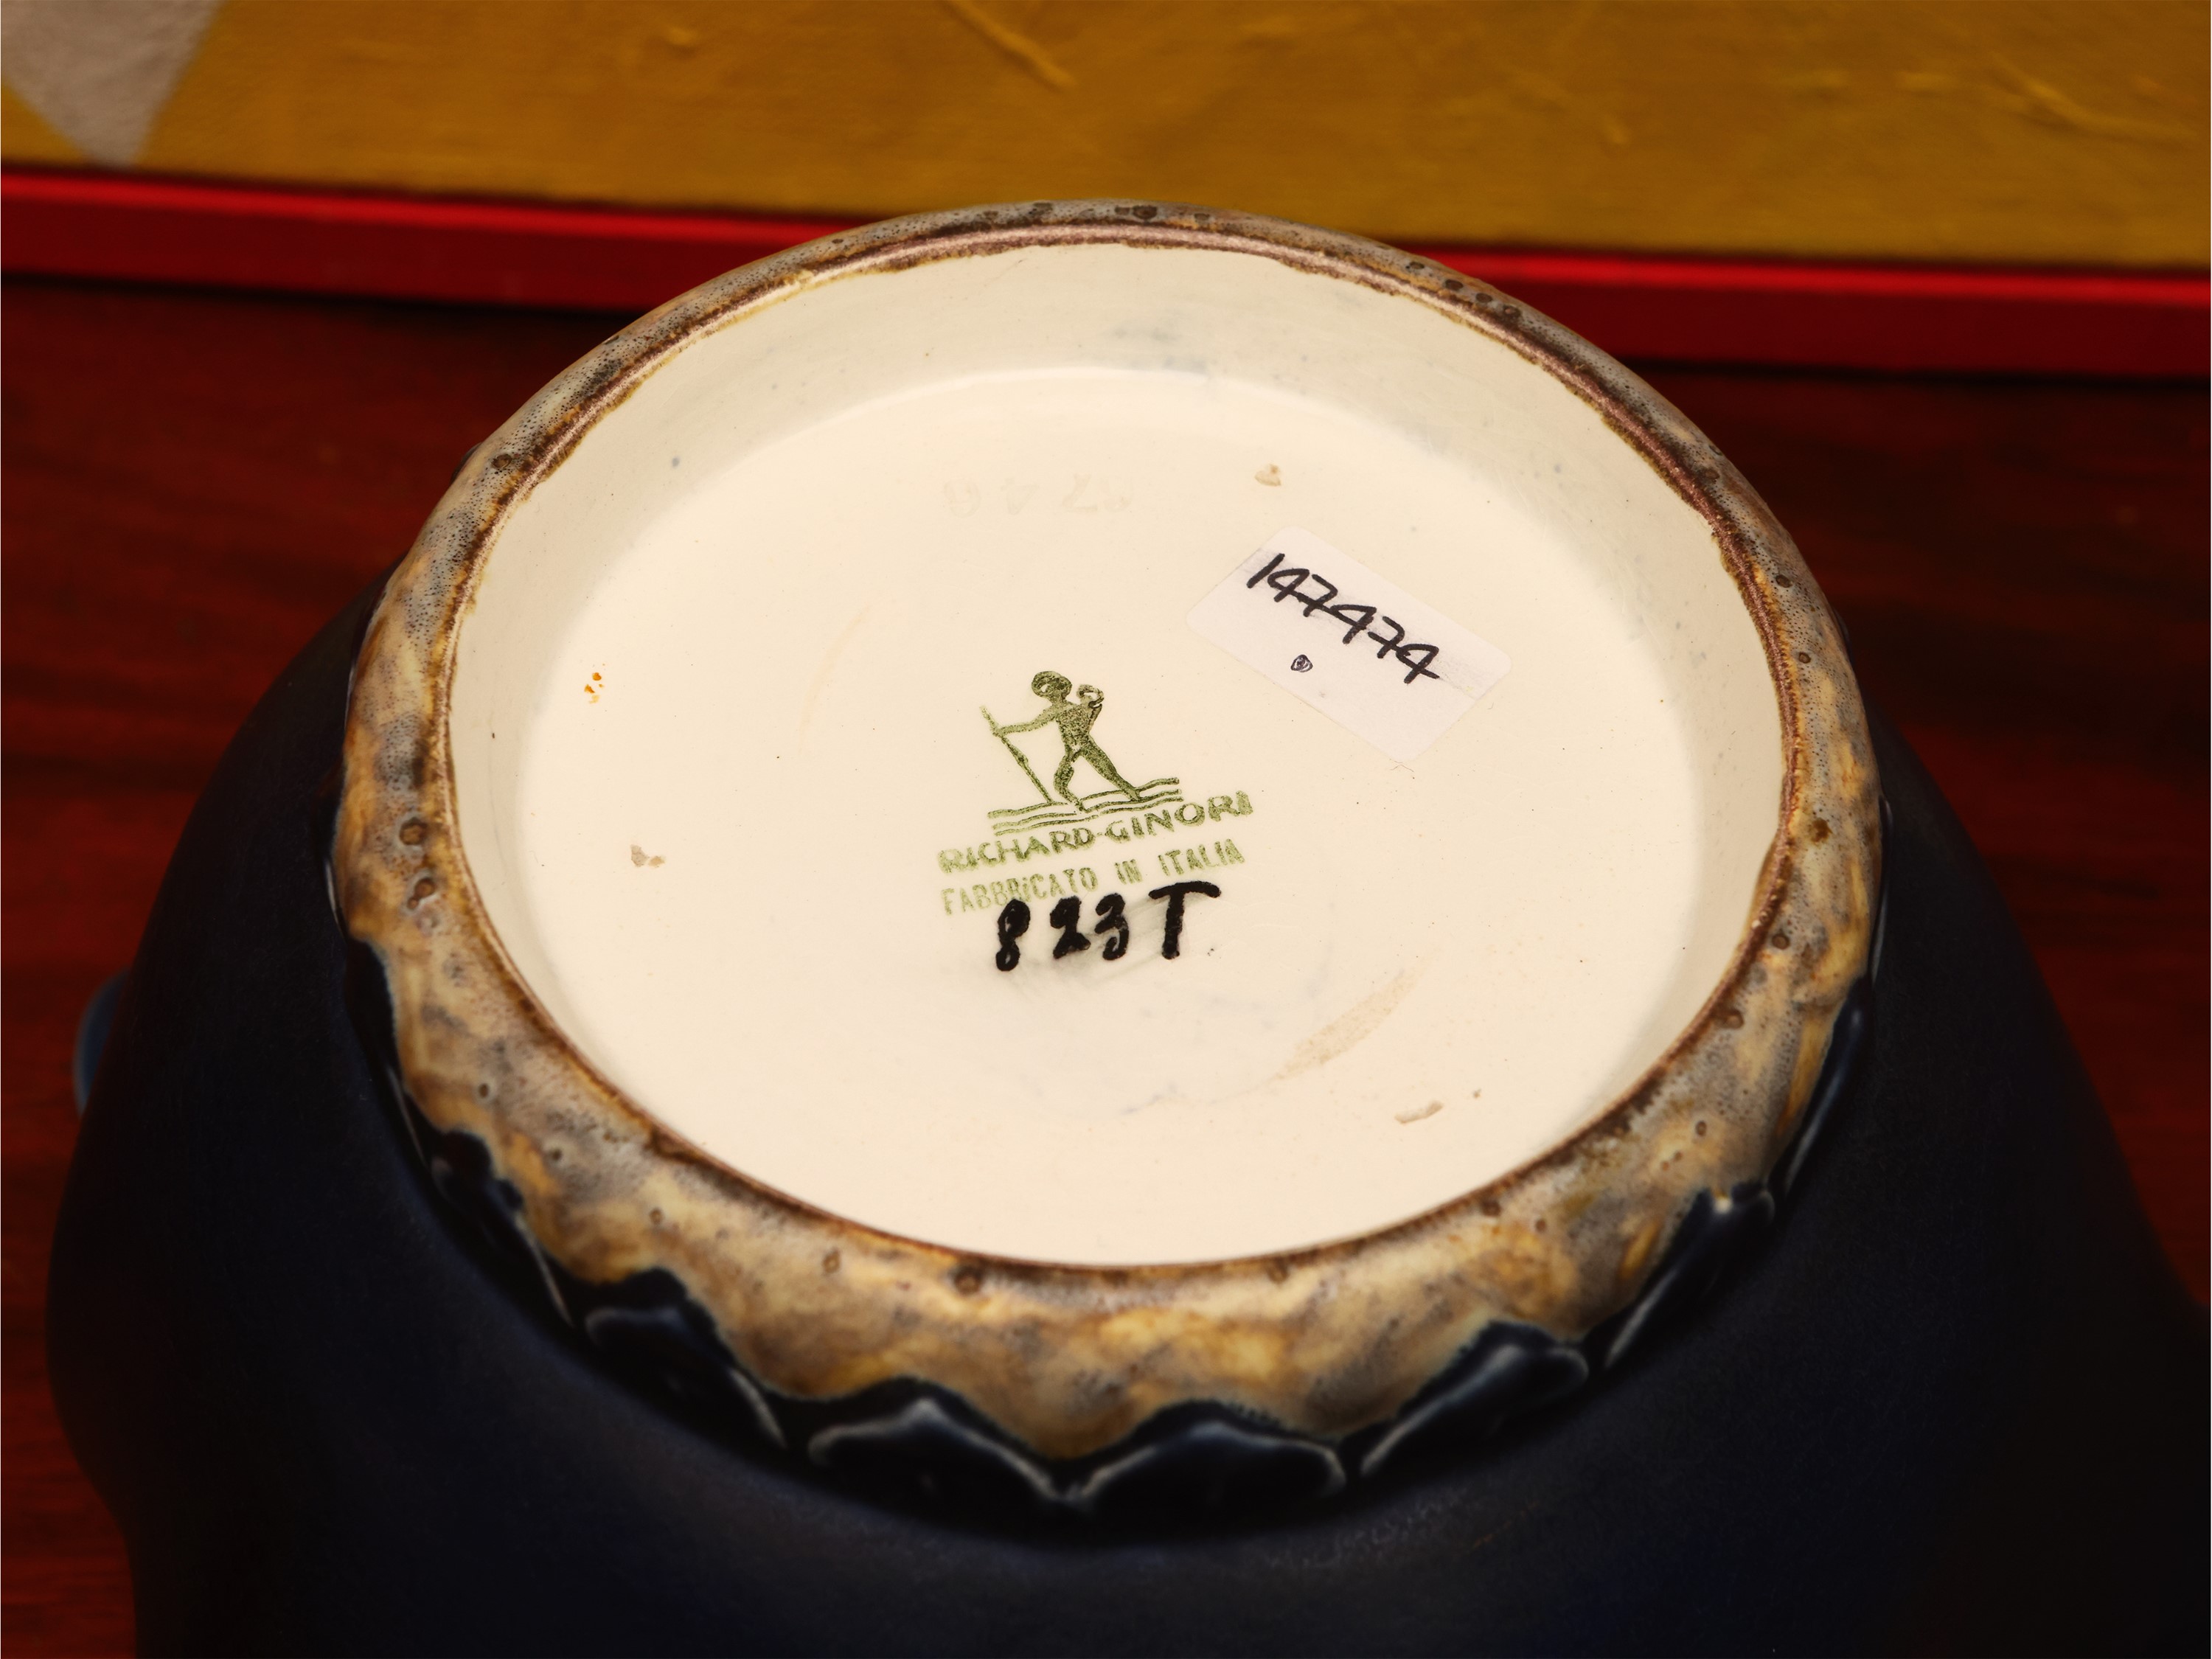 147474
RICHARD-GINORI
FABBRICATO IN ITALIA
823T